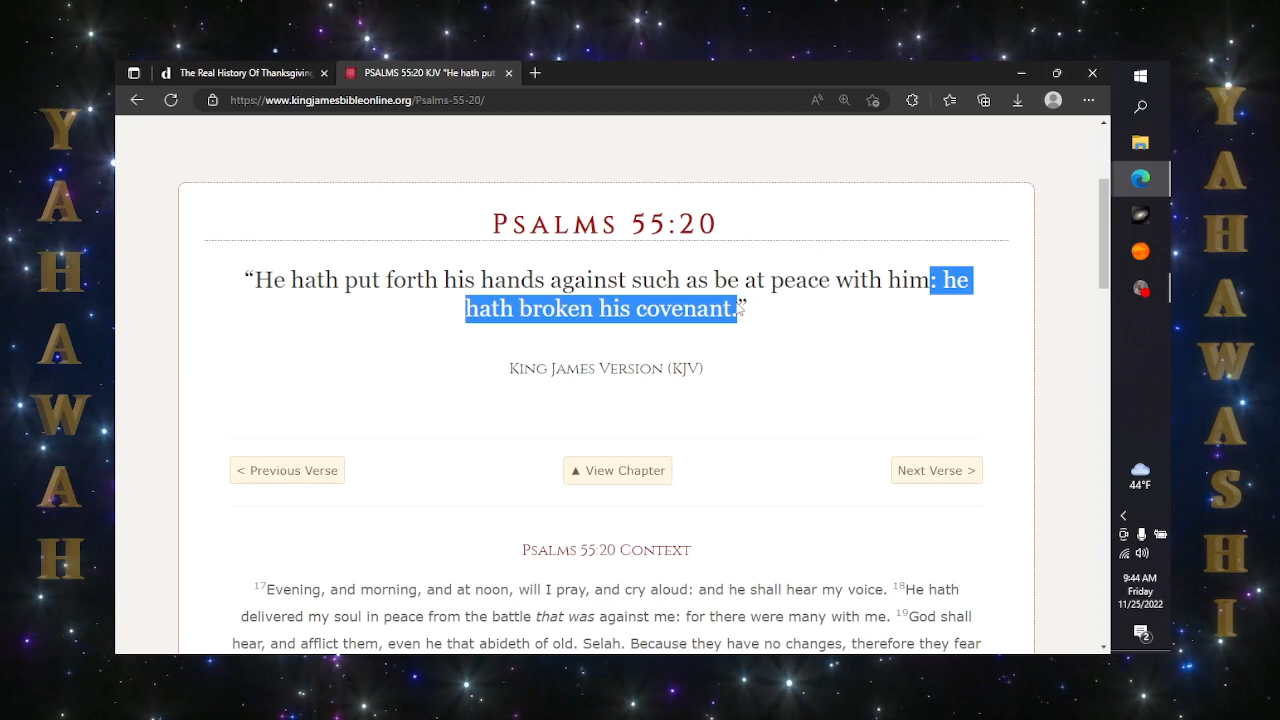 YAHAWAH
The Real History Of Thanksgiving
PSALMS 55:20 KJV "He hath put
https://www.kingjamesbibleonline.org/Psalms-55-20/
PSALMS 55:20
“He hath put forth his hands against such as be at peace with him: he
hath broken his covenant.”
KING JAMES VERSION (KJV)
< Previous Verse
▲ View Chapter
Next Verse >
PSALMS 55:20 CONTEXT
17Evening, and morning, and at noon, will I pray, and cry aloud: and he shall hear my voice. 18He hath
delivered my soul in peace from the battle that was against me: for there were many with me. 19God shall
hear, and afflict them, even he that abideth of old. Selah. Because they have no changes, therefore they fear
44°F
9:44 AM
Friday
11/25/2022
2
YAHAWASHI